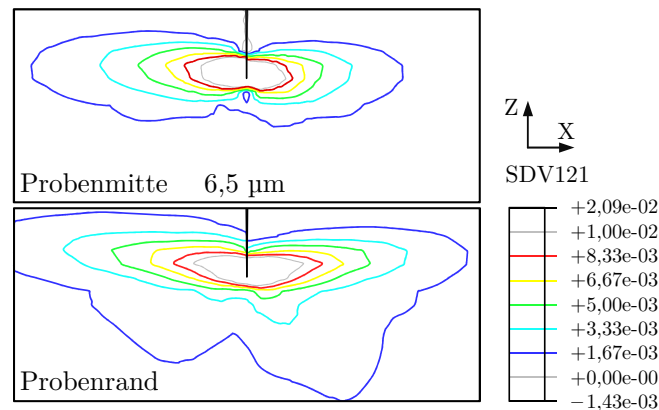 Probenmitte 6,5 µm
Probenrand
Z
X
SDV121
+2,09e-02
+1,00e-02
+8,33e-03
+6,67e-03
+5,00e-03
+3,33e-03
+1,67e-03
+0,00e-00
−1,43e-03